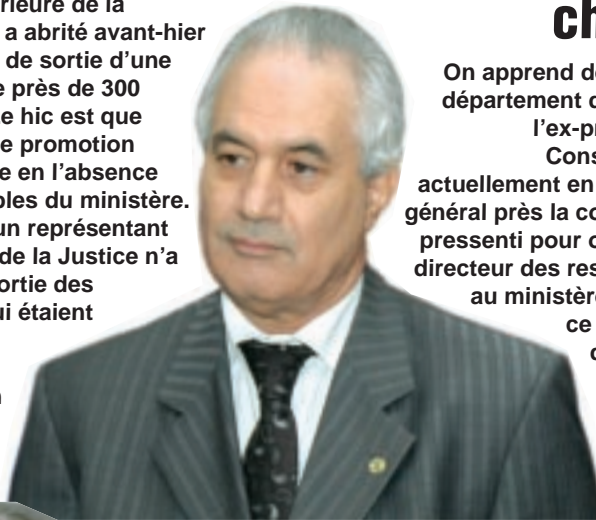 rieure de la
a abrité avant-hier
de sortie d'une
e près de 300
e hic est que
e promotion
e en l'absence
bles du ministère.
un représentant
de la Justice n'a
ortie des
ui étaient
ch
On apprend de
département d
l'ex-pr
Cons
actuellement en
général près la co
pressenti pour o
directeur des res
au ministère
ce